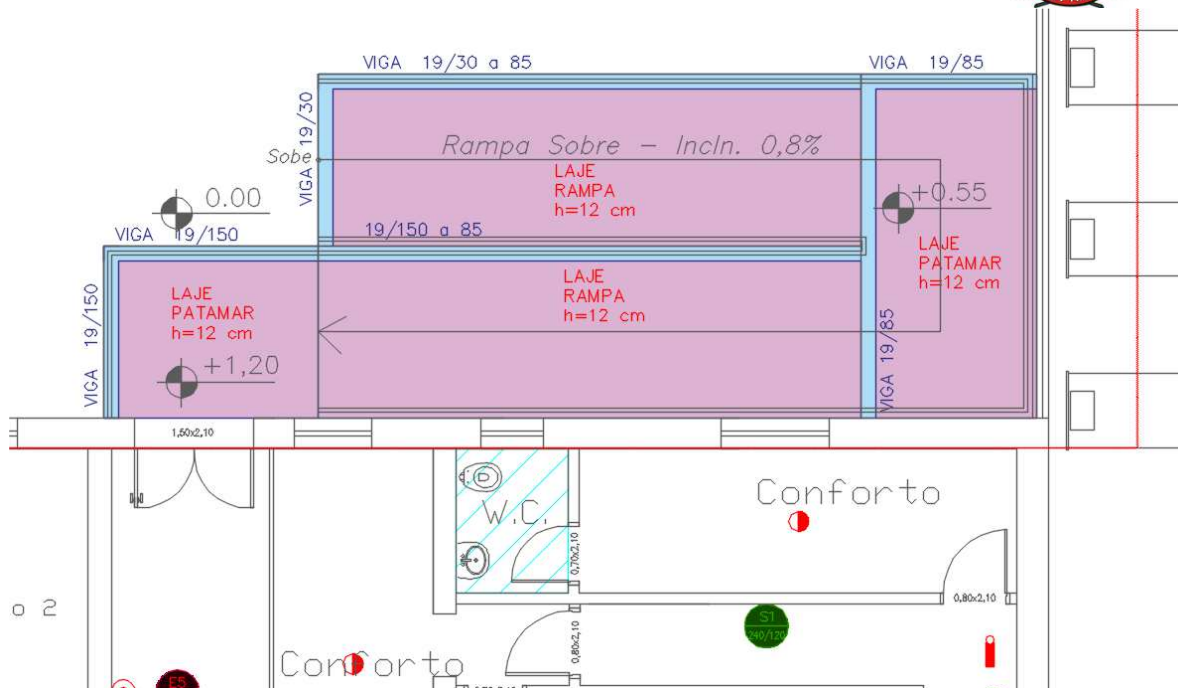 VIGA 19/30 a 85
VIGA 19/85
VIGA 19/30
Sobe
Rampa Sobre - Incln. 0,8%
LAJE
RAMPA
h=12 cm
0.00
+0.55
VIGA 19/150
19/150 a 85
LAJE
PATAMAR
h=12 cm
LAJE
RAMPA
h=12 cm
LAJE
PATAMAR
h=12 cm
VIGA 19/150
+1,20
VIGA 19/85
1,60x2,10
W.C.
Conforto
0,70x2,10
0,80x2,10
o 2
S1
240/120
0,80x2,10
Conforto
E5